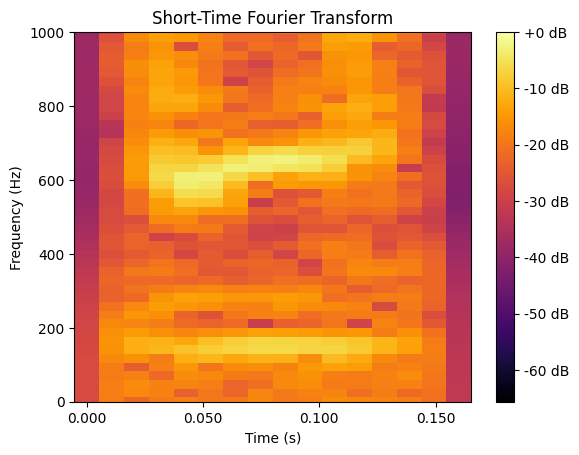 Short-Time Fourier Transform
1000
800
600
400
200
0
Frequency (Hz)
0.000
0.050
0.100
0.150
Time (s)
+0 dB
-10 dB
-20 dB
-30 dB
-40 dB
-50 dB
-60 dB